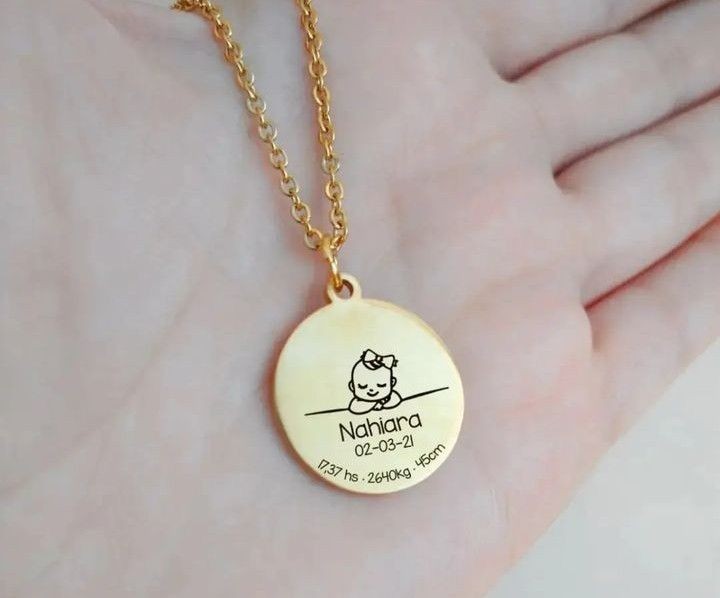 Nahiara
02-03-21
17,37 hs · 2640kg · 45cm